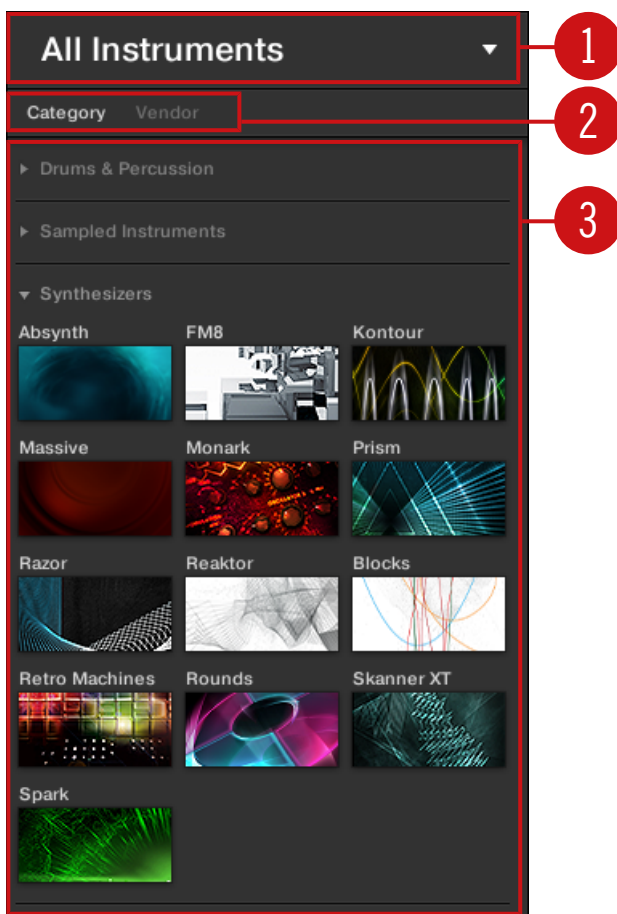 All Instruments
1
Category Vendor
2
Drums & Percussion
3
Sampled Instruments
Synthesizers
Absynth FM8 Kontour
Massive Monark Prism
Razor Reaktor Blocks
Retro Machines Rounds Skanner XT
Spark